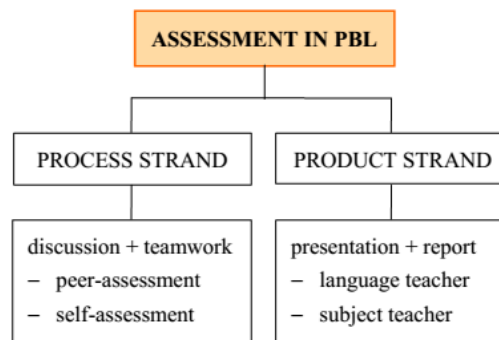 ASSESSMENT IN PBL
PROCESS STRAND
PRODUCT STRAND
discussion + teamwork
– peer-assessment
– self-assessment
presentation + report
– language teacher
– subject teacher